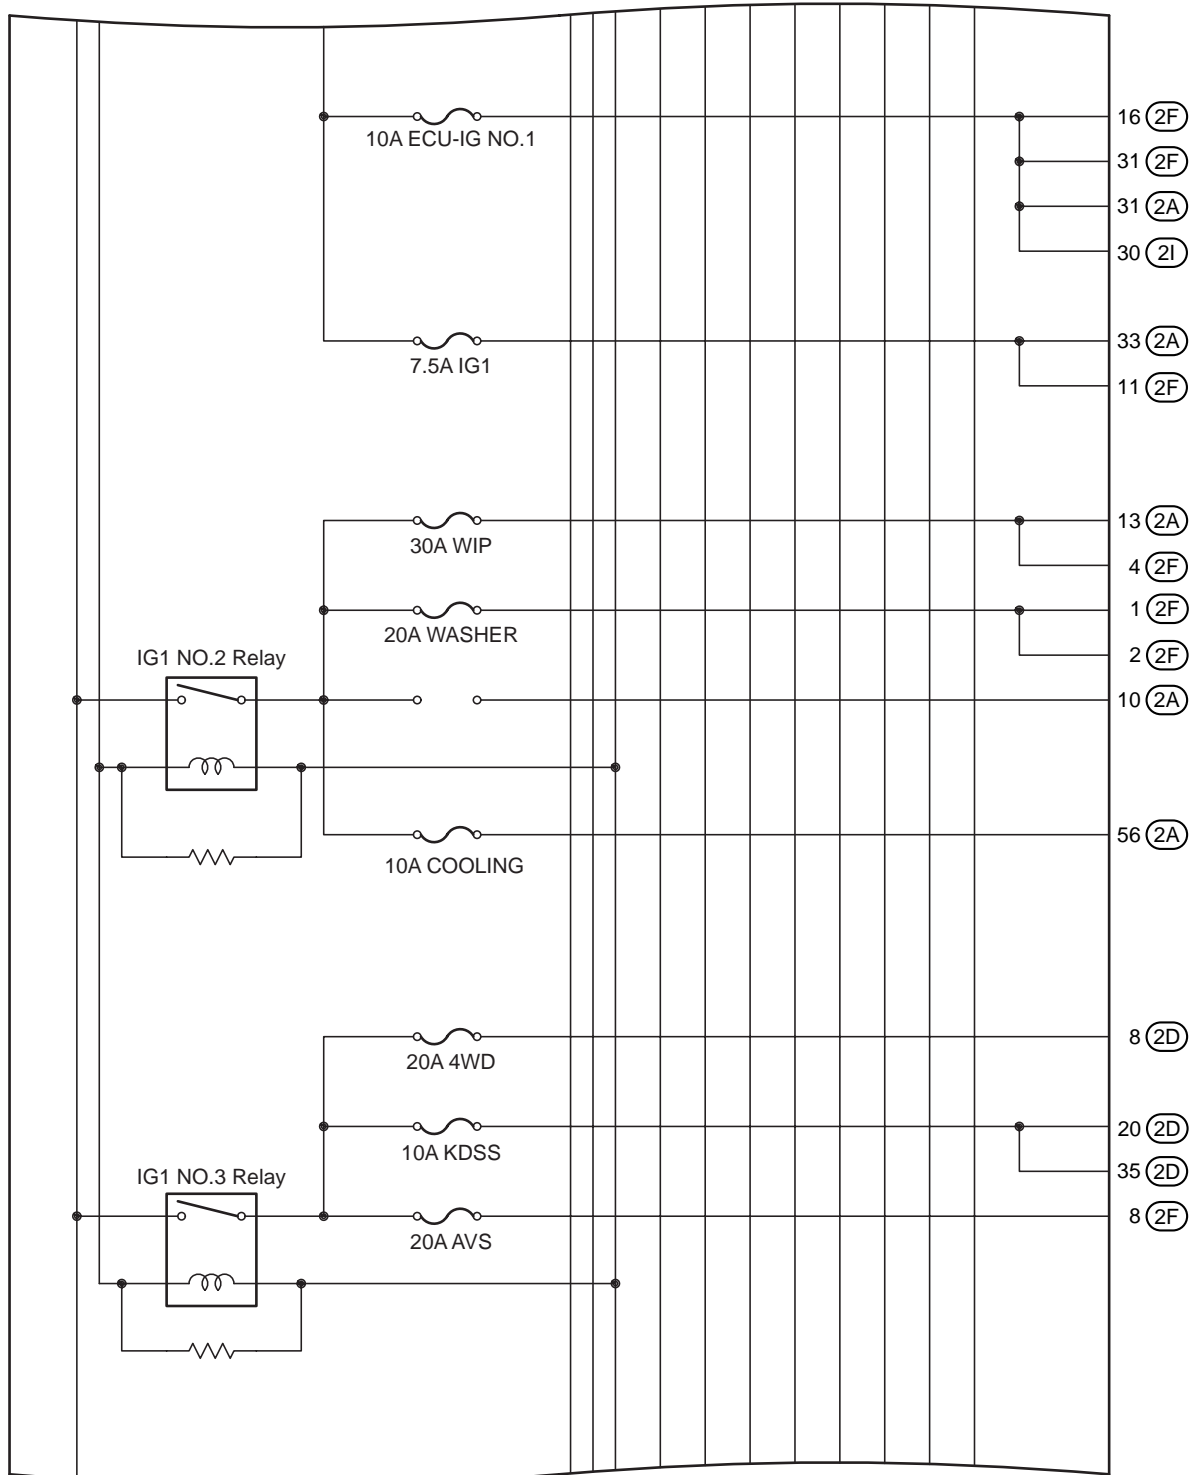 10A ECU-IG NO.1
16 2F
31 2F
31 2A
30 2I
7.5A IG1
33 2A
11 2F
30A WIP
13 2A
4 2F
20A WASHER
1 2F
2 2F
IG1 NO.2 Relay
10 2A
10A COOLING
56 2A
20A 4WD
8 2D
10A KDSS
20 2D
35 2D
IG1 NO.3 Relay
20A AVS
8 2F